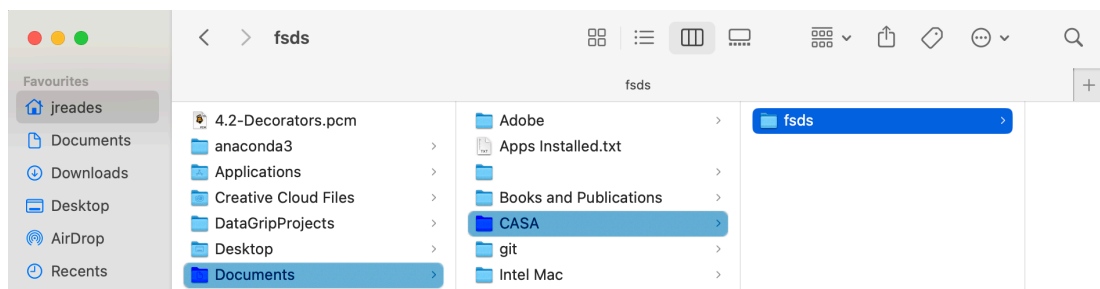 fsds
fsds
Favourites
jreades
Documents
Downloads
Desktop
AirDrop
Recents
4.2-Decorators.pcm
anaconda3
Applications
Creative Cloud Files
DataGripProjects
Desktop
Documents
Adobe
Apps Installed.txt
Books and Publications
CASA
git
Intel Mac
fsds